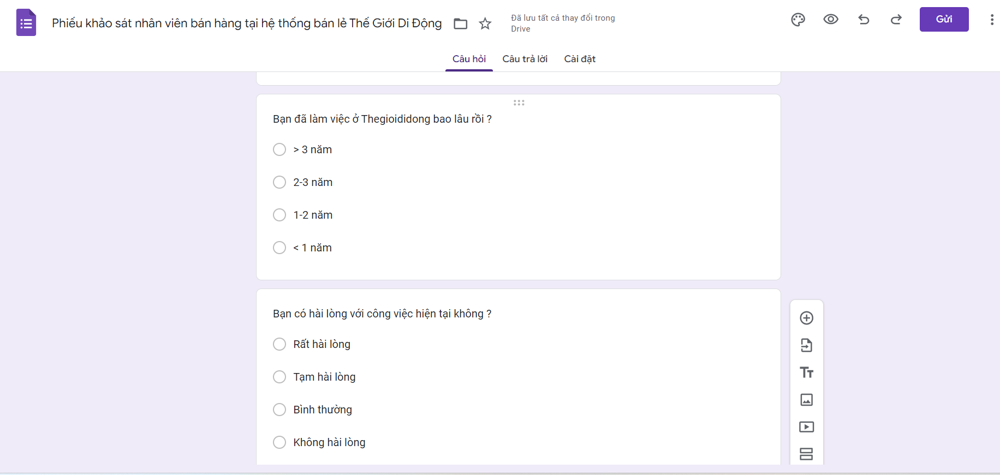 Phiếu khảo sát nhân viên bán hàng tại hệ thống bán lẻ Thế Giới Di Động
Đã lưu tất cả thay đổi trong
Drive
Gửi
Câu hỏi
Câu trả lời
Cài đặt
Bạn đã làm việc ở Thegioididong bao lâu rồi ?
> 3 năm
2-3 năm
1-2 năm
< 1 năm
Bạn có hài lòng với công việc hiện tại không ?
Rất hài lòng
Tạm hài lòng
Bình thường
Không hài lòng